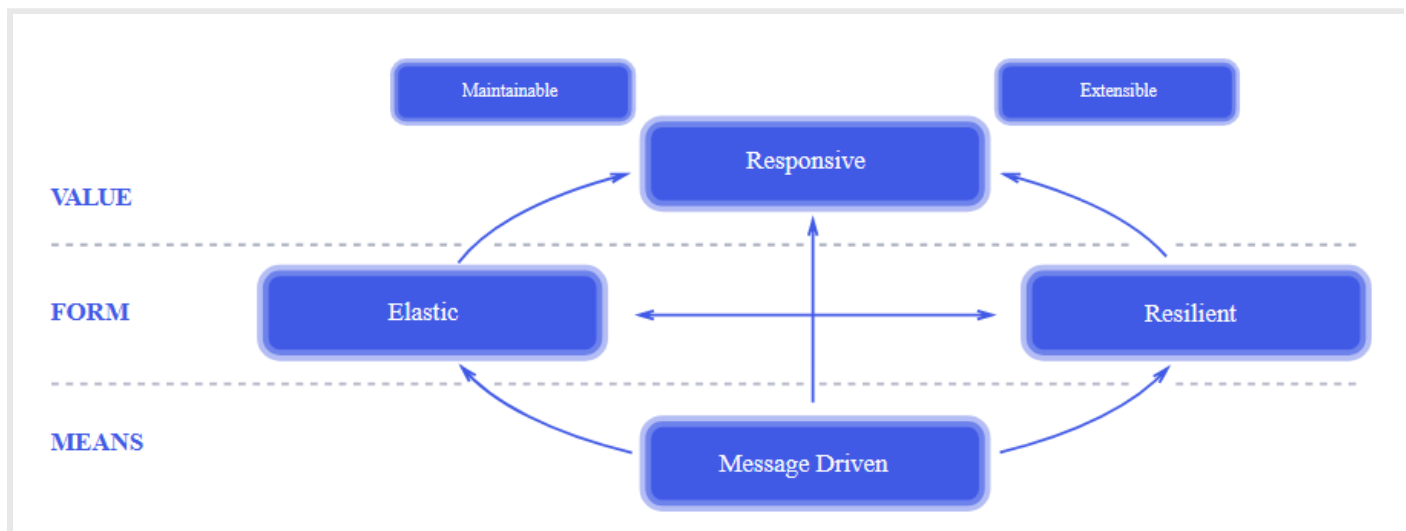 Maintainable
Extensible
Responsive
VALUE
FORM
Elastic
Resilient
MEANS
Message Driven